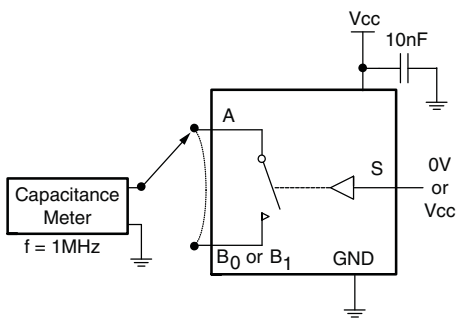 Vcc
10nF
A
S
0V
or
Vcc
Capacitance
Meter
f = 1MHz
B0 or B1
GND